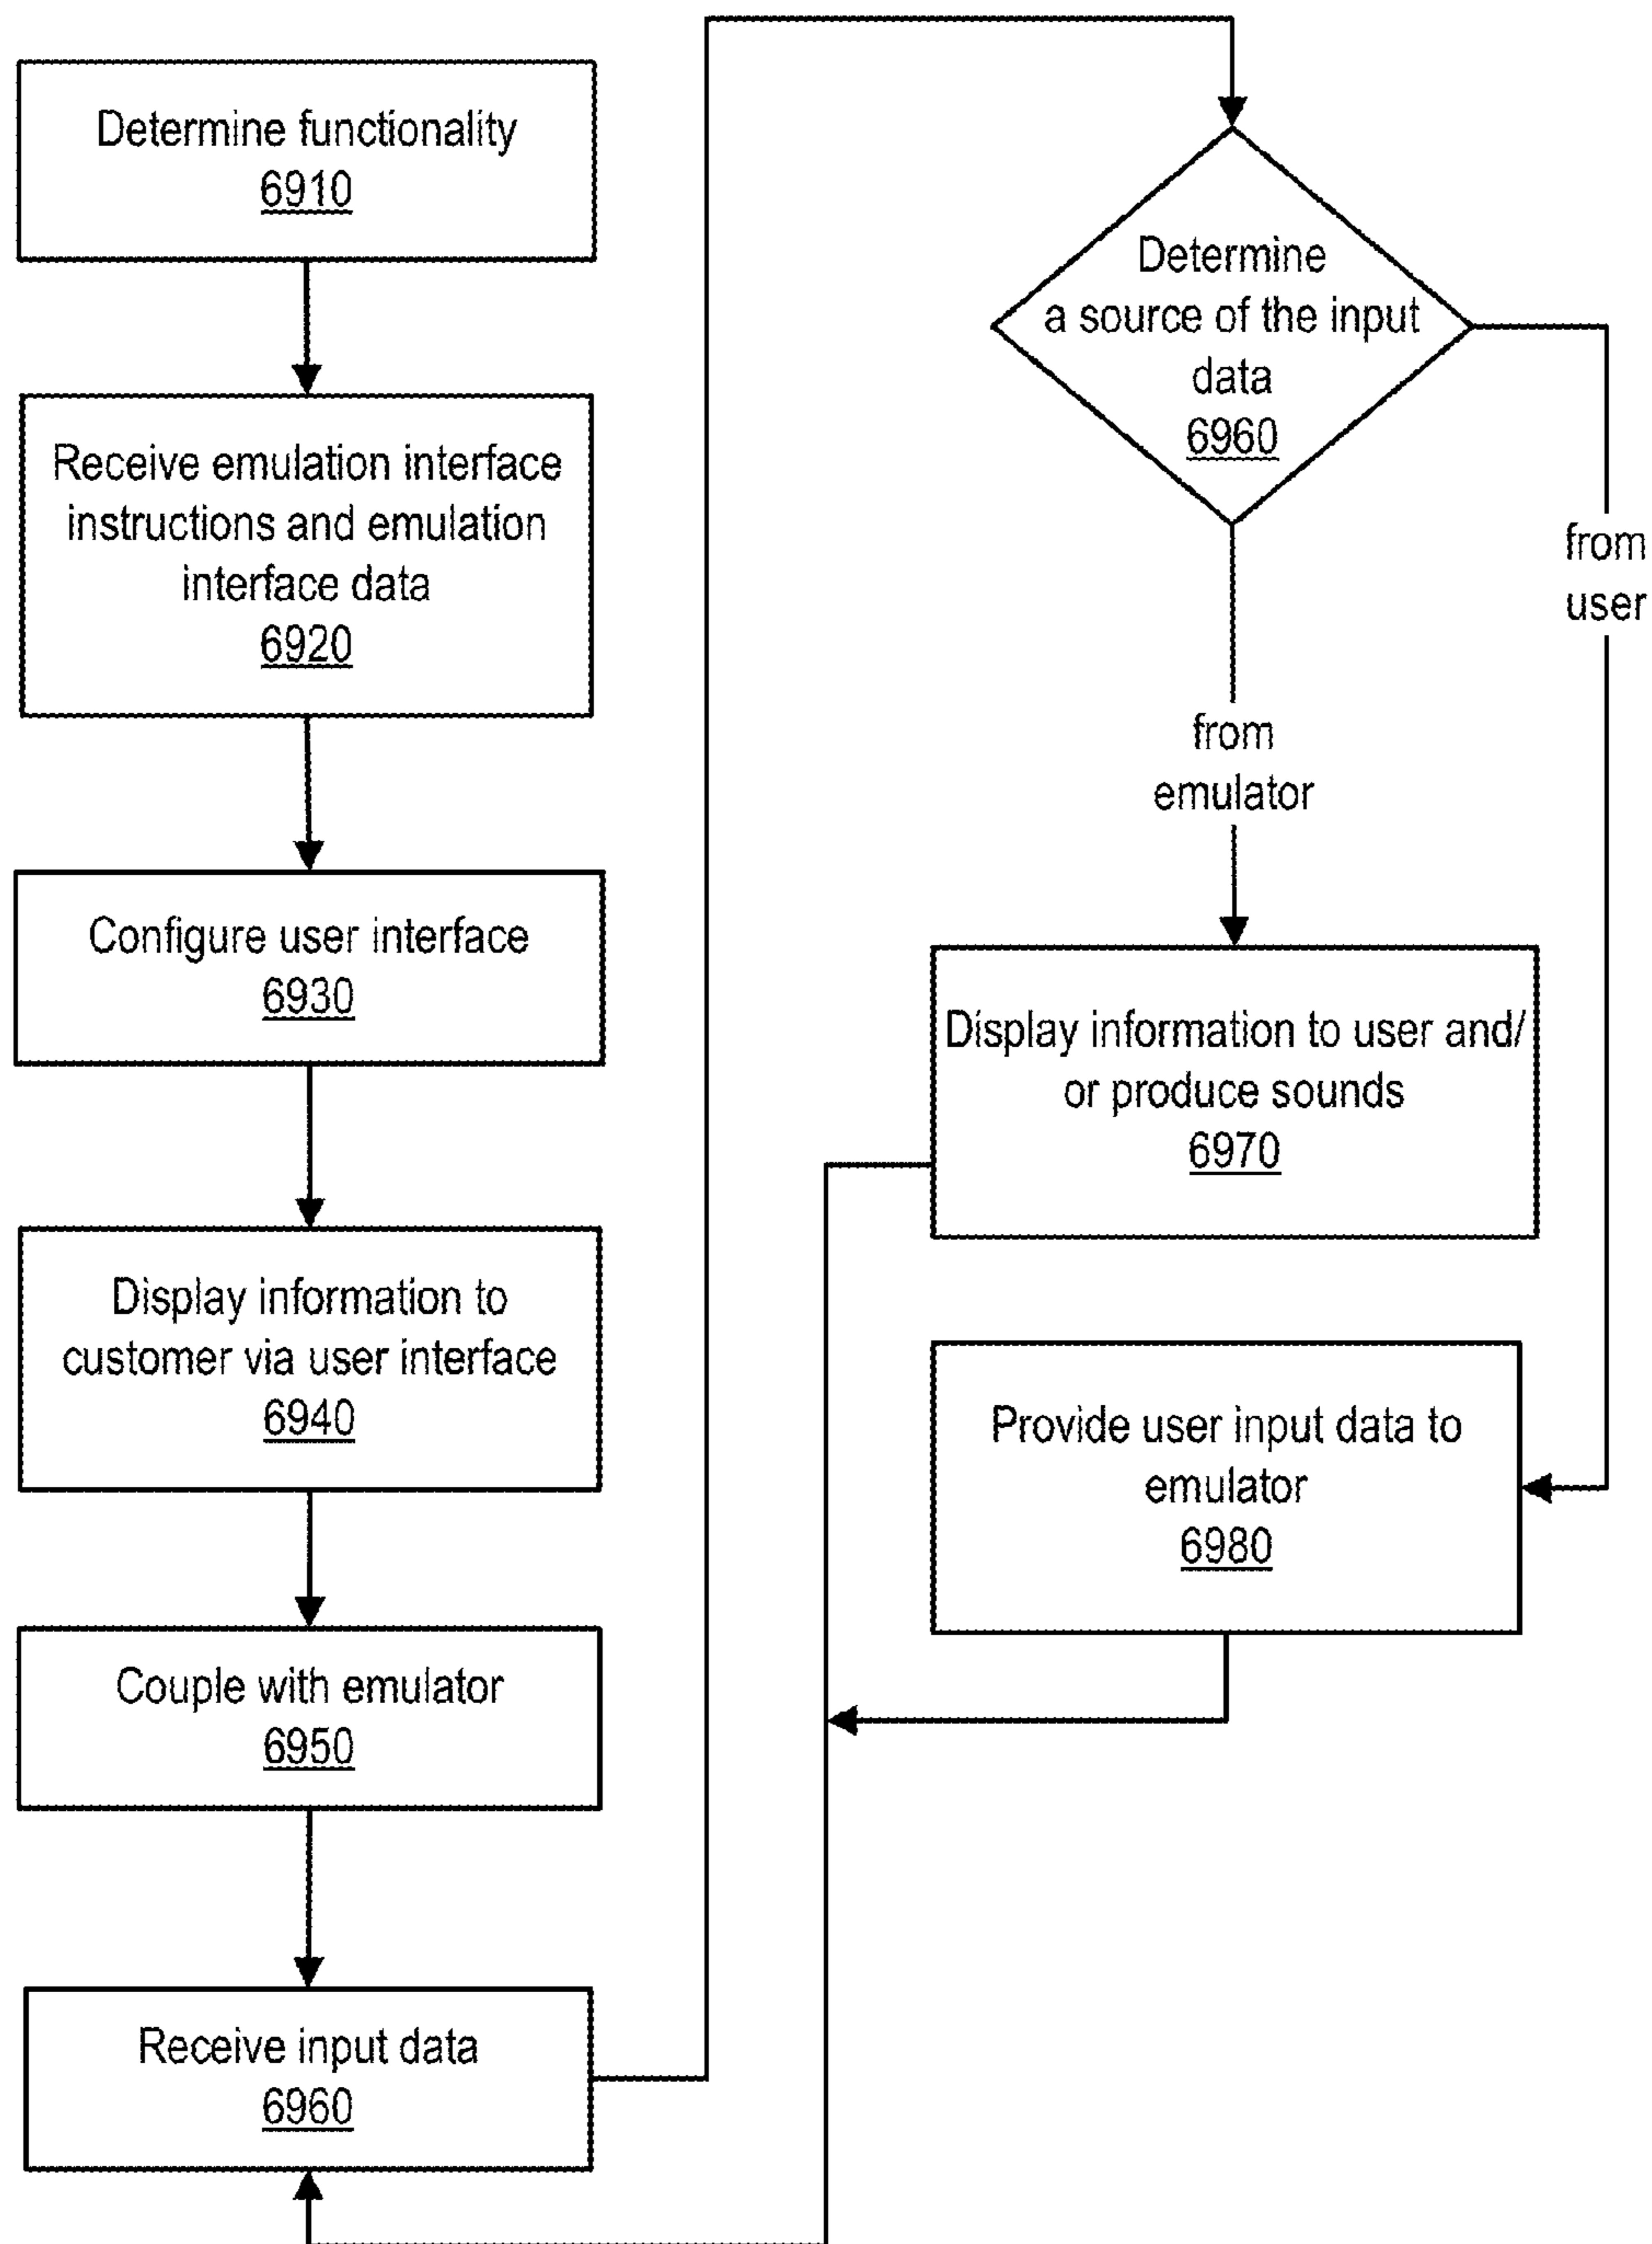 Determine functionality
6910
Receive emulation interface
instructions and emulation
interface data
6920
Configure user interface
6930
Display information to
customer via user interface
6940
Couple with emulator
6950
Receive input data
6960
Determine
a source of the input
data
6960
from
user
from
emulator
Display information to user and/
or produce sounds
6970
Provide user input data to
emulator
6980